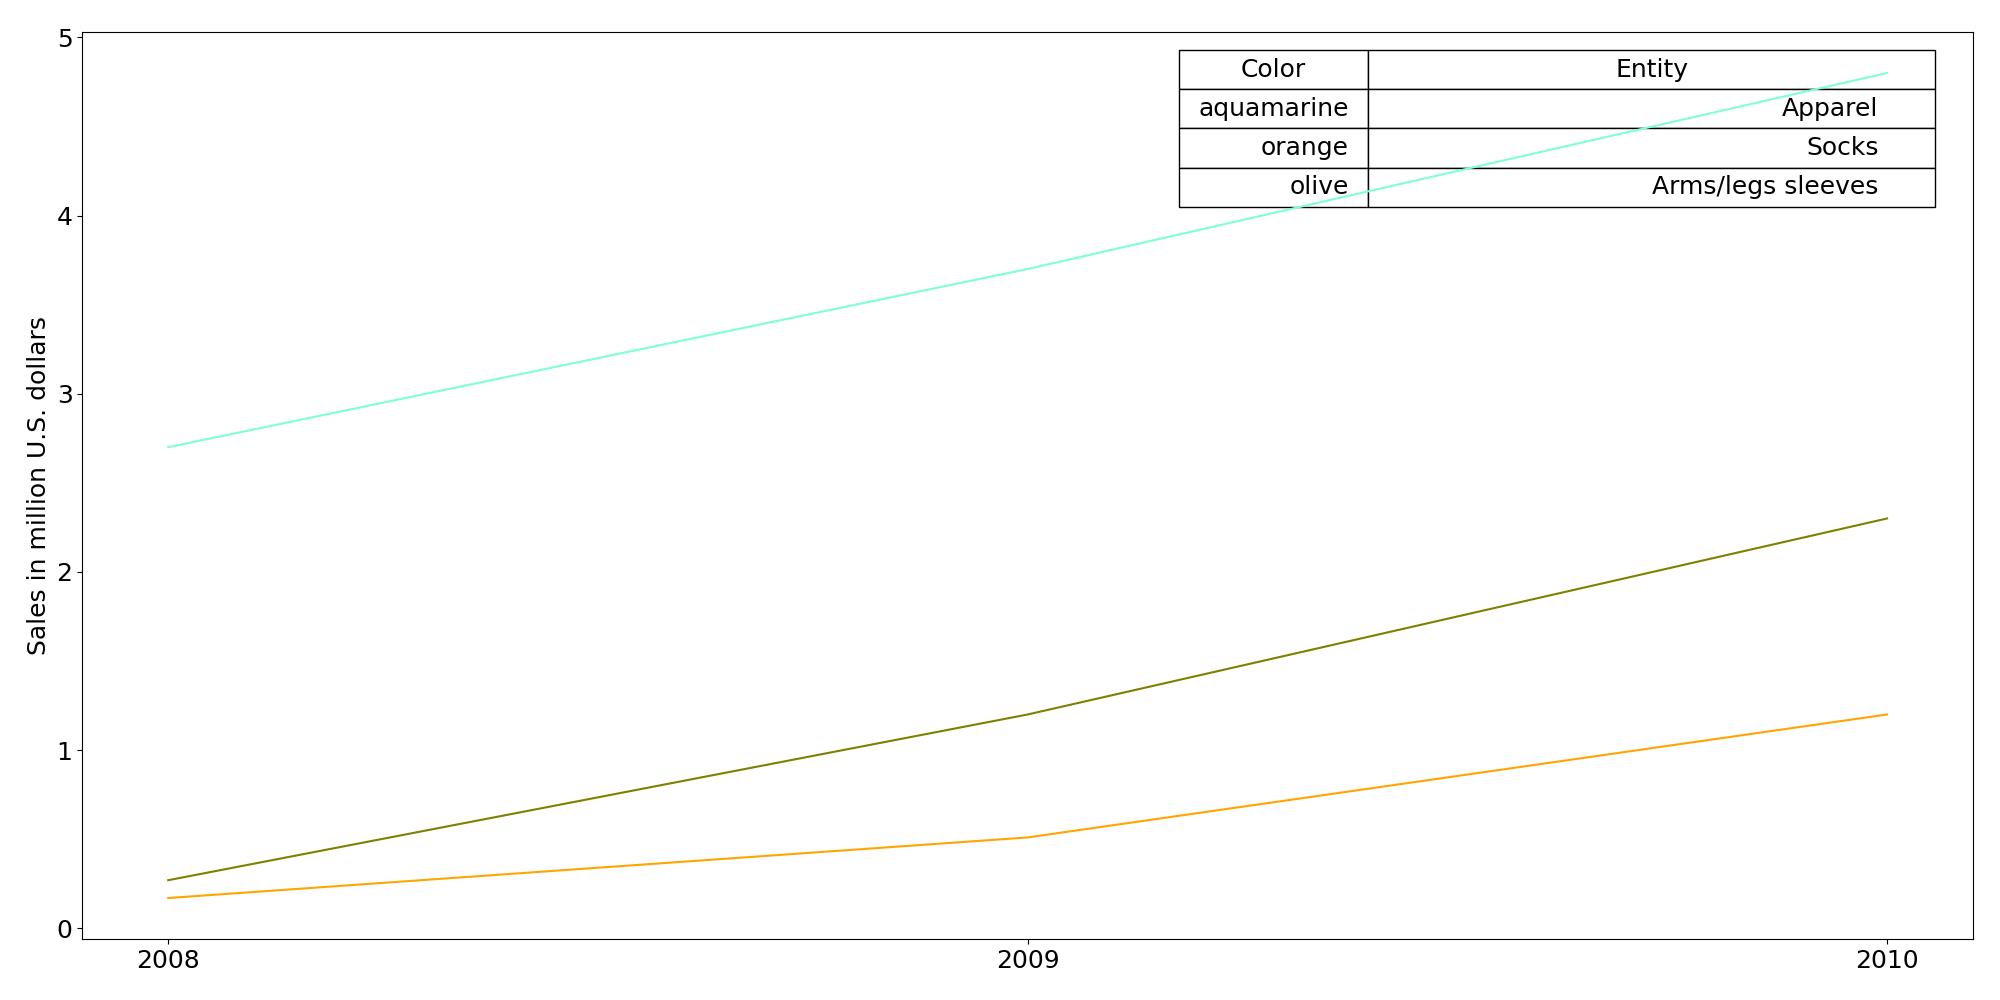 5
4
3
2
1
0
Sales in million U.S. dollars
2008 2009 2010
Color Entity
aquamarine Apparel
orange Socks
olive Arms/legs sleeves